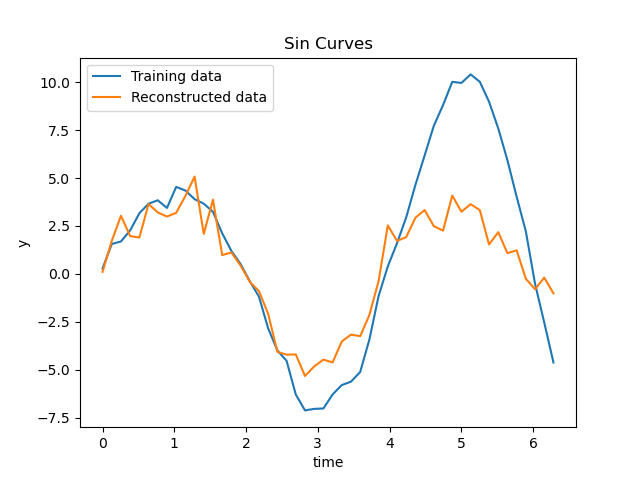 Sin Curves
Training data
Reconstructed data
10.0
7.5
5.0
2.5
0.0
−2.5
−5.0
−7.5
y
0 1 2 3 4 5 6
time